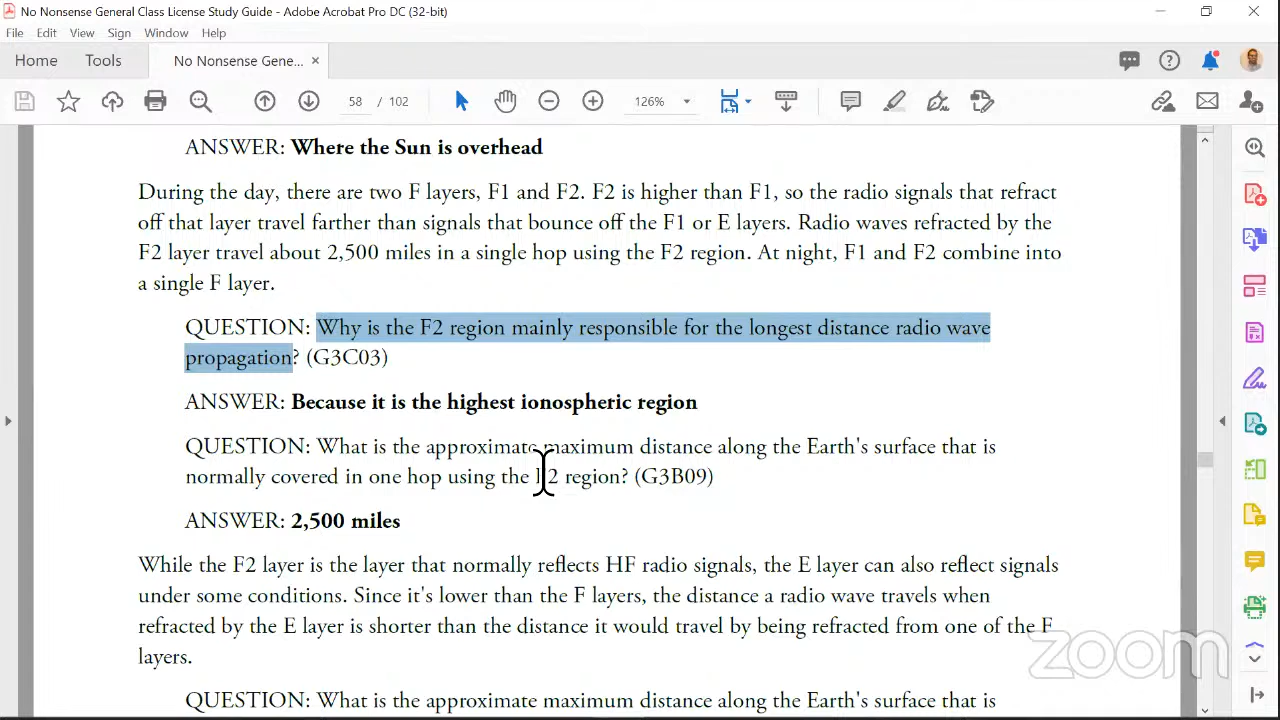 No Nonsense General Class License Study Guide - Adobe Acrobat Pro DC (32-bit)
File Edit View Sign Window Help
Home Tools No Nonsense Gene... ×
58 / 102 126%
ANSWER: Where the Sun is overhead
During the day, there are two F layers, F1 and F2. F2 is higher than F1, so the radio signals that refract
off that layer travel farther than signals that bounce off the F1 or E layers. Radio waves refracted by the
F2 layer travel about 2,500 miles in a single hop using the F2 region. At night, F1 and F2 combine into
a single F layer.
QUESTION: Why is the F2 region mainly responsible for the longest distance radio wave
propagation? (G3C03)
ANSWER: Because it is the highest ionospheric region
QUESTION: What is the approximate maximum distance along the Earth's surface that is
normally covered in one hop using the F2 region? (G3B09)
ANSWER: 2,500 miles
While the F2 layer is the layer that normally reflects HF radio signals, the E layer can also reflect signals
under some conditions. Since it's lower than the F layers, the distance a radio wave travels when
refracted by the E layer is shorter than the distance it would travel by being refracted from one of the F
layers.
zoom
QUESTION: What is the approximate maximum distance along the Earth's surface that is